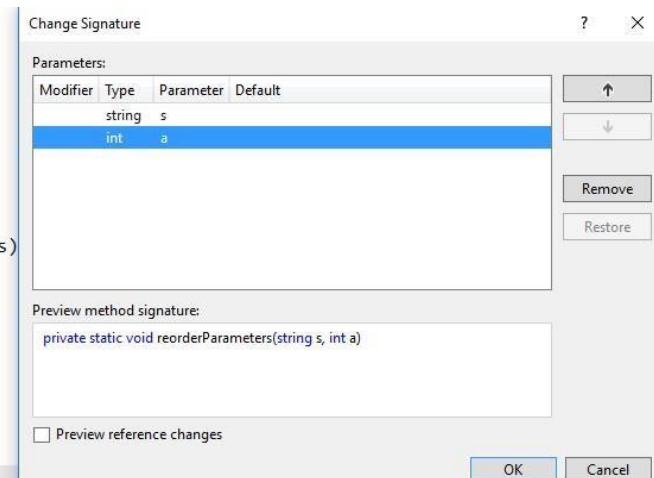 Change Signature ? ×
Parameters:
Modifier Type Parameter Default
string s
int a
Remove
Restore
s)
Preview method signature:
private static void reorderParameters(string s, int a)
Preview reference changes
OK Cancel